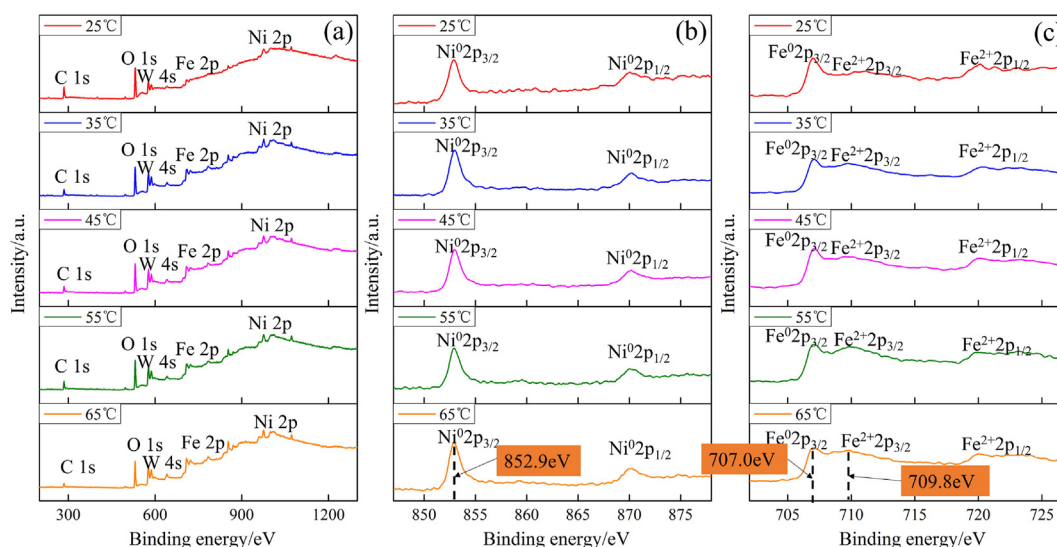 25℃
(a)
Ni 2p
O 1s
W 4s
Fe 2p
C 1s
35℃
Ni 2p
O 1s
W 4s
Fe 2p
C 1s
45℃
Ni 2p
O 1s
W 4s
Fe 2p
C 1s
55℃
Ni 2p
O 1s
W 4s
Fe 2p
C 1s
65℃
Ni 2p
O 1s
W 4s
Fe 2p
C 1s
300 600 900 1200
Binding energy/eV
Intensity/a.u.
25℃
(b)
Ni⁰2p₃/₂
Ni⁰2p₁/₂
35℃
Ni⁰2p₃/₂
Ni⁰2p₁/₂
45℃
Ni⁰2p₃/₂
Ni⁰2p₁/₂
55℃
Ni⁰2p₃/₂
Ni⁰2p₁/₂
65℃
Ni⁰2p₃/₂
Ni⁰2p₁/₂
852.9eV
850 855 860 865 870 875
Binding energy/eV
Intensity/a.u.
25℃
(c)
Fe⁰2p₃/₂
Fe²⁺2p₃/₂
Fe²⁺2p₁/₂
35℃
Fe⁰2p₃/₂
Fe²⁺2p₃/₂
Fe²⁺2p₁/₂
45℃
Fe⁰2p₃/₂
Fe²⁺2p₃/₂
Fe²⁺2p₁/₂
55℃
Fe⁰2p₃/₂
Fe²⁺2p₃/₂
Fe²⁺2p₁/₂
65℃
Fe⁰2p₃/₂
Fe²⁺2p₃/₂
Fe²⁺2p₁/₂
707.0eV
709.8eV
705 710 715 720 725
Binding energy/eV
Intensity/a.u.